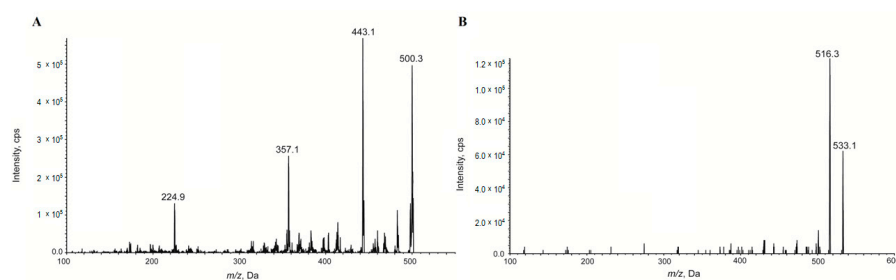 A
Intensity, cps
5 × 10⁵
4 × 10⁵
3 × 10⁵
2 × 10⁵
1 × 10⁵
0.0
224.9
357.1
443.1
500.3
100
200
300
400
500
m/z, Da
B
Intensity, cps
1.2 × 10⁵
1.0 × 10⁵
8.0 × 10⁴
6.0 × 10⁴
4.0 × 10⁴
2.0 × 10⁴
0.0
516.3
533.1
100
200
300
400
500
600
m/z, Da